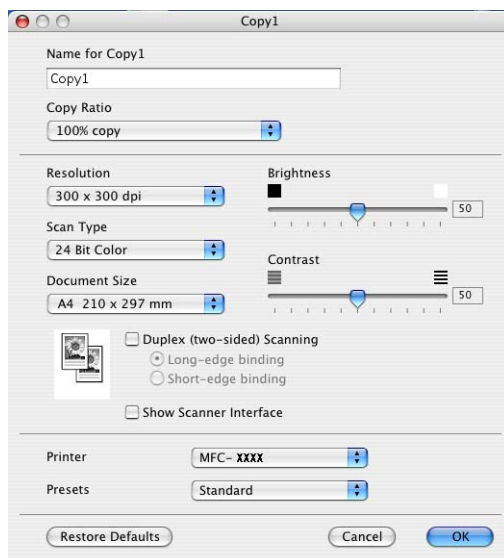 Copy1
Name for Copy1
Copy1
Copy Ratio
100% copy
Resolution
300 x 300 dpi
Scan Type
24 Bit Color
Document Size
A4 210 x 297 mm
Brightness
50
Contrast
50
Duplex (two-sided) Scanning
Long-edge binding
Short-edge binding
Show Scanner Interface
Printer MFC- XXXX
Presets Standard
Restore Defaults Cancel OK